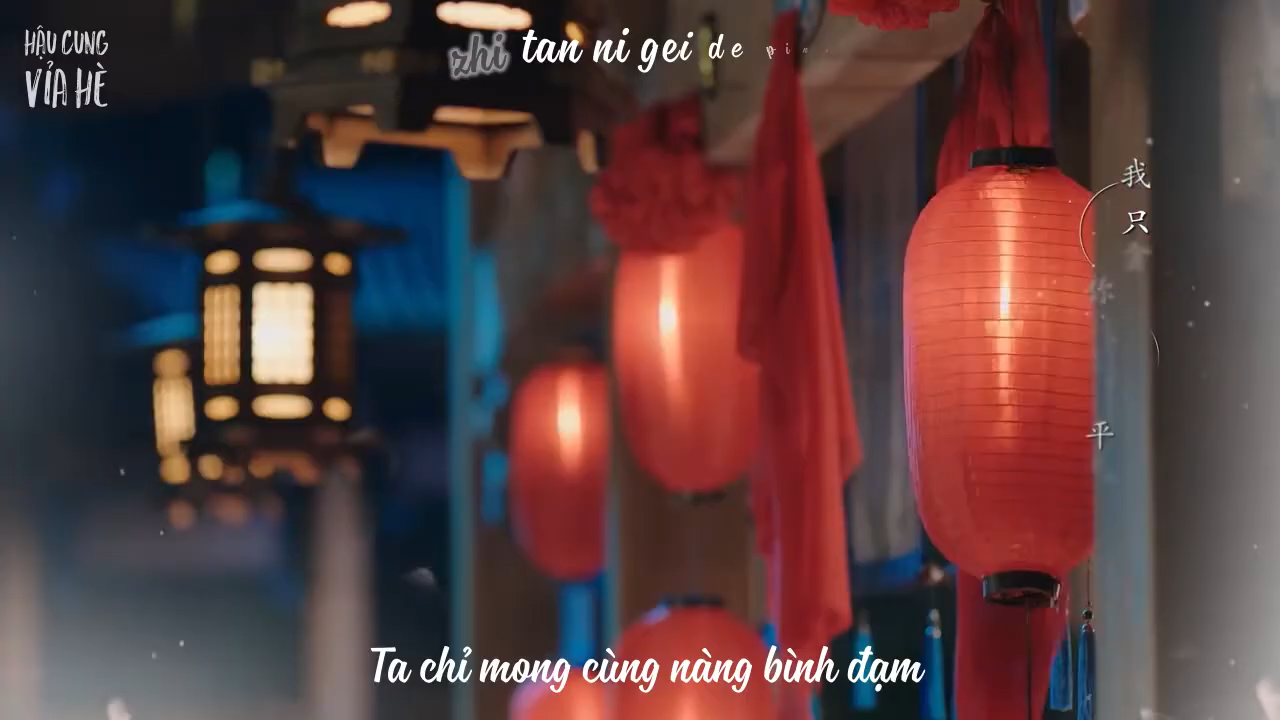 HẬU CUNG
VỈA HÈ
zhi tan ni gei de
我只
平
Ta chỉ mong cùng nàng bình đạm